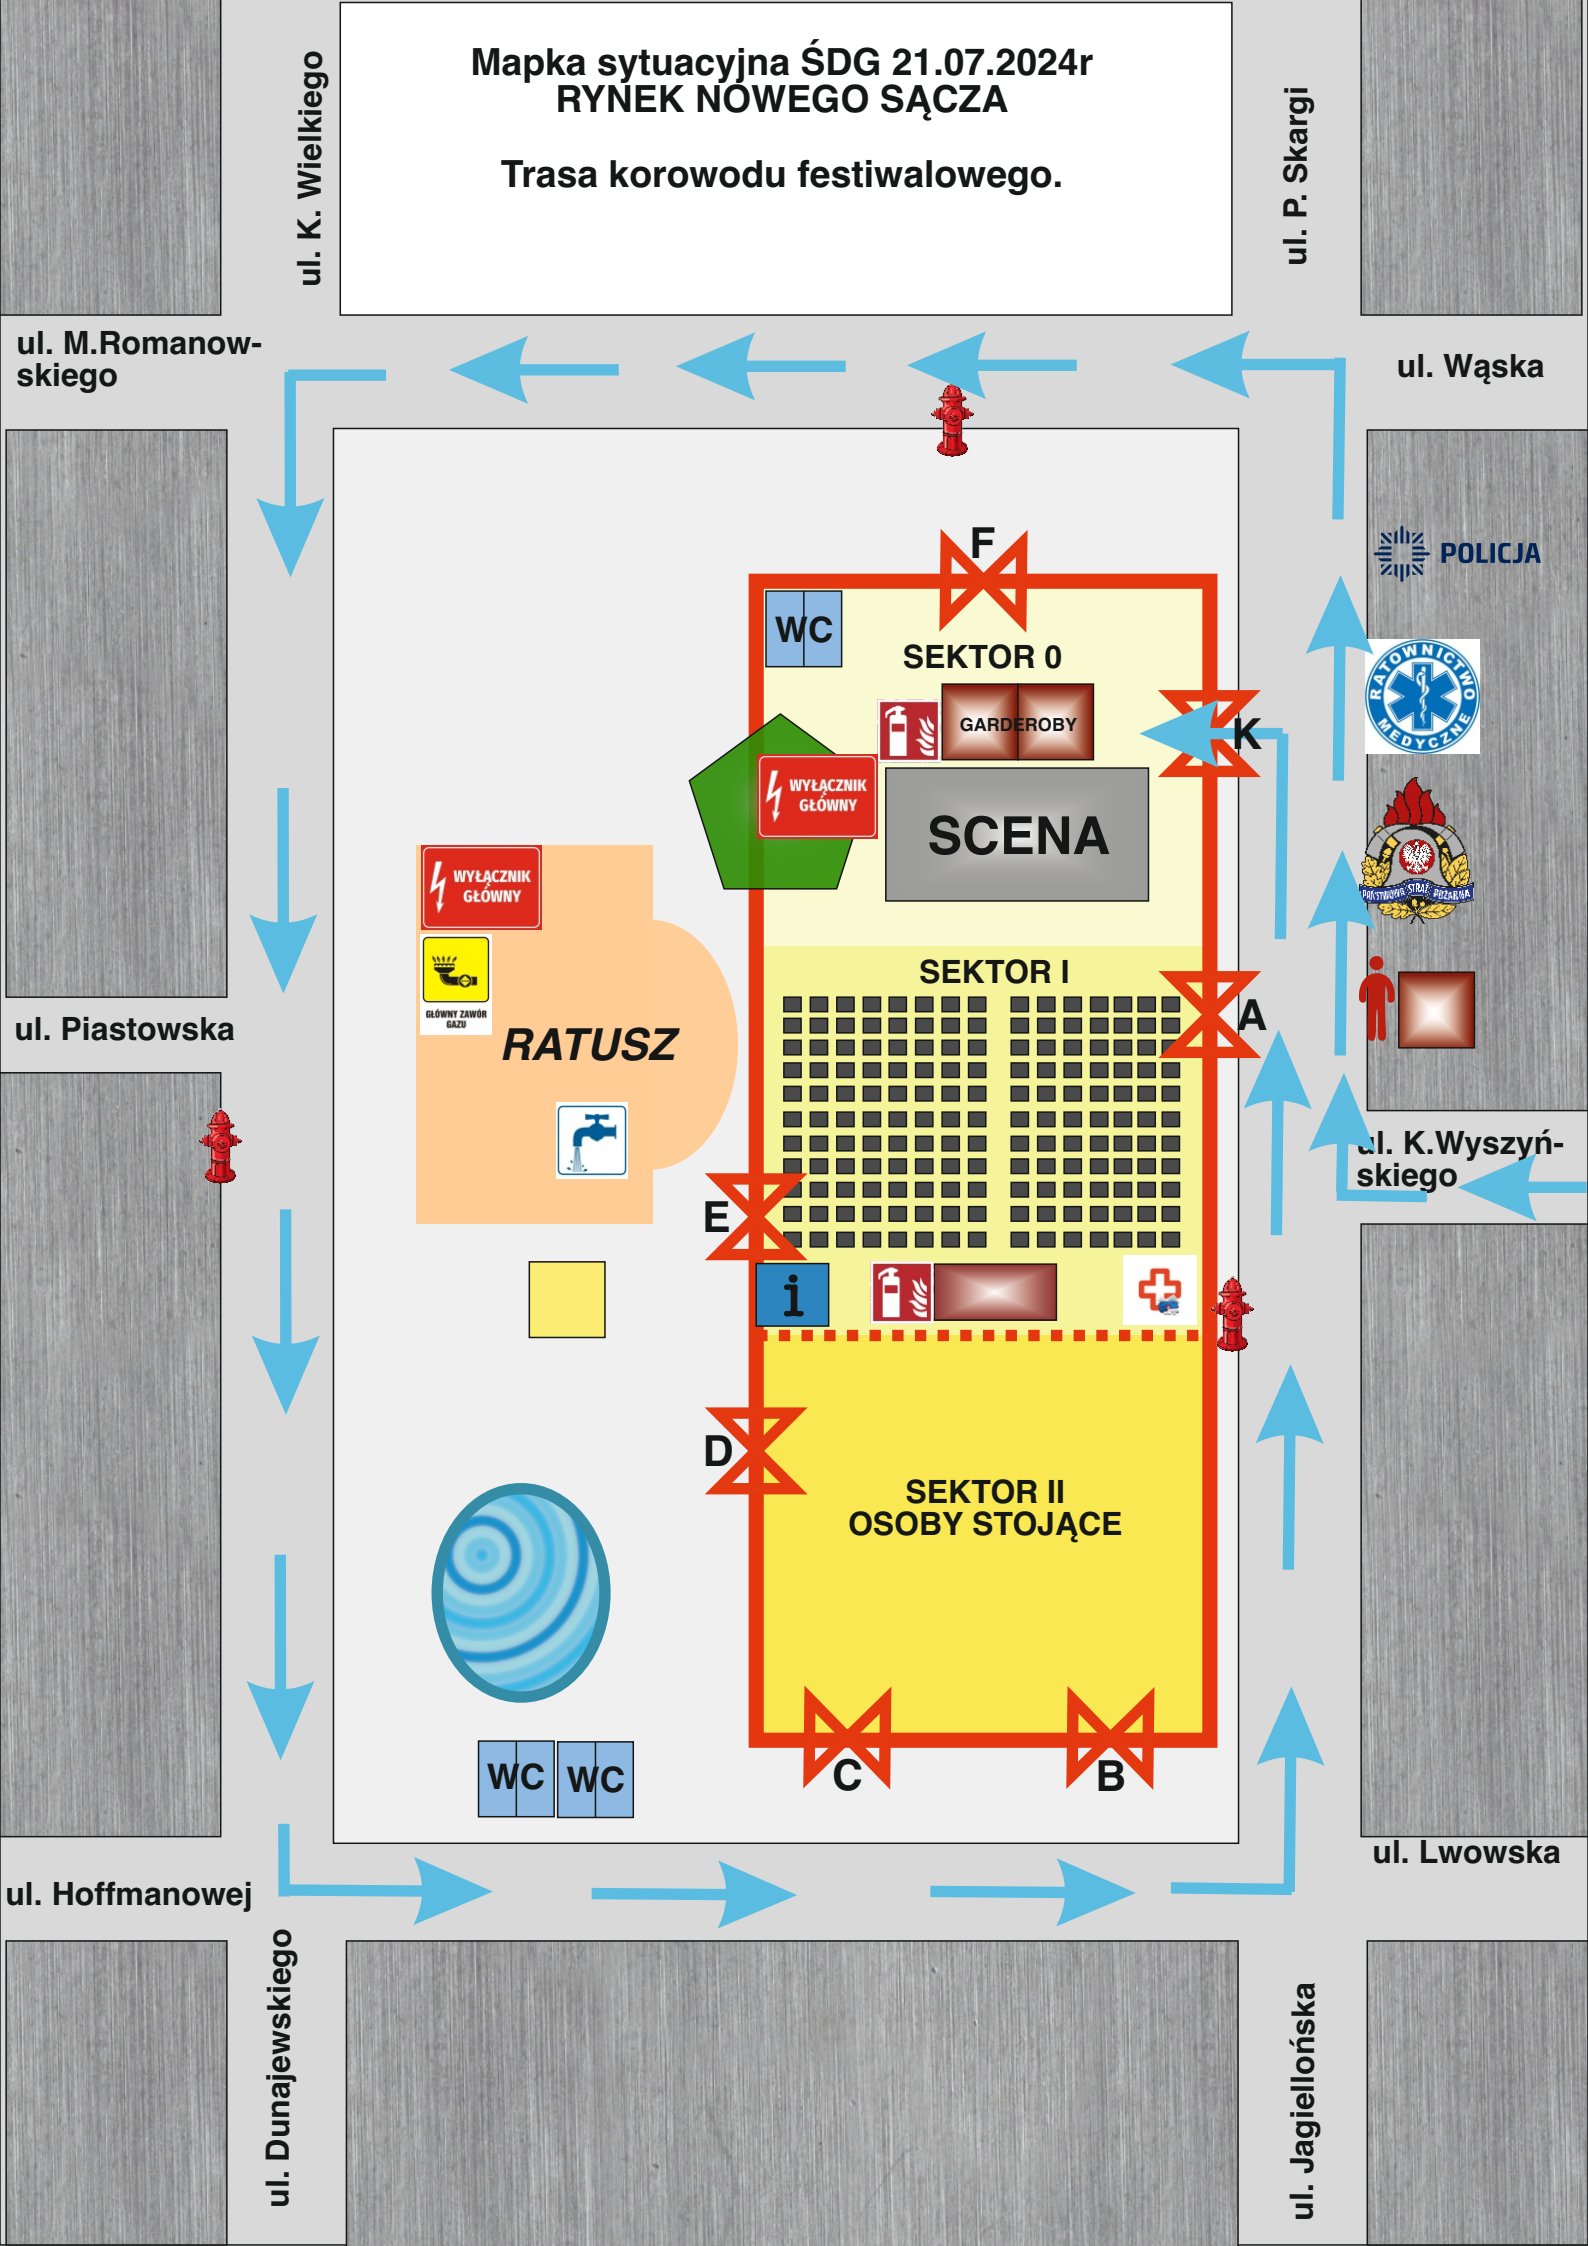 Mapka sytuacyjna ŚDG 21.07.2024r
RYNEK NOWEGO SĄCZA
Trasa korowodu festiwalowego.
ul. K. Wielkiego
ul. P. Skargi
ul. M.Romanow-
skiego
ul. Wąska
F
POLICJA
WC
SEKTOR 0
RATOWNICTWO
MEDYCZNE
GARDEROBY
K
WYŁĄCZNIK
GŁÓWNY
SCENA
WYŁĄCZNIK
GŁÓWNY
PAŃSTWOWA STRAŻ POŻARNA
SEKTOR I
GŁÓWNY ZAWÓR
GAZU
A
ul. Piastowska
RATUSZ
ul. K.Wyszyń-
skiego
E
i
D
SEKTOR II
OSOBY STOJĄCE
WC
WC
C
B
ul. Lwowska
ul. Hoffmanowej
ul. Dunajewskiego
ul. Jagiellońska